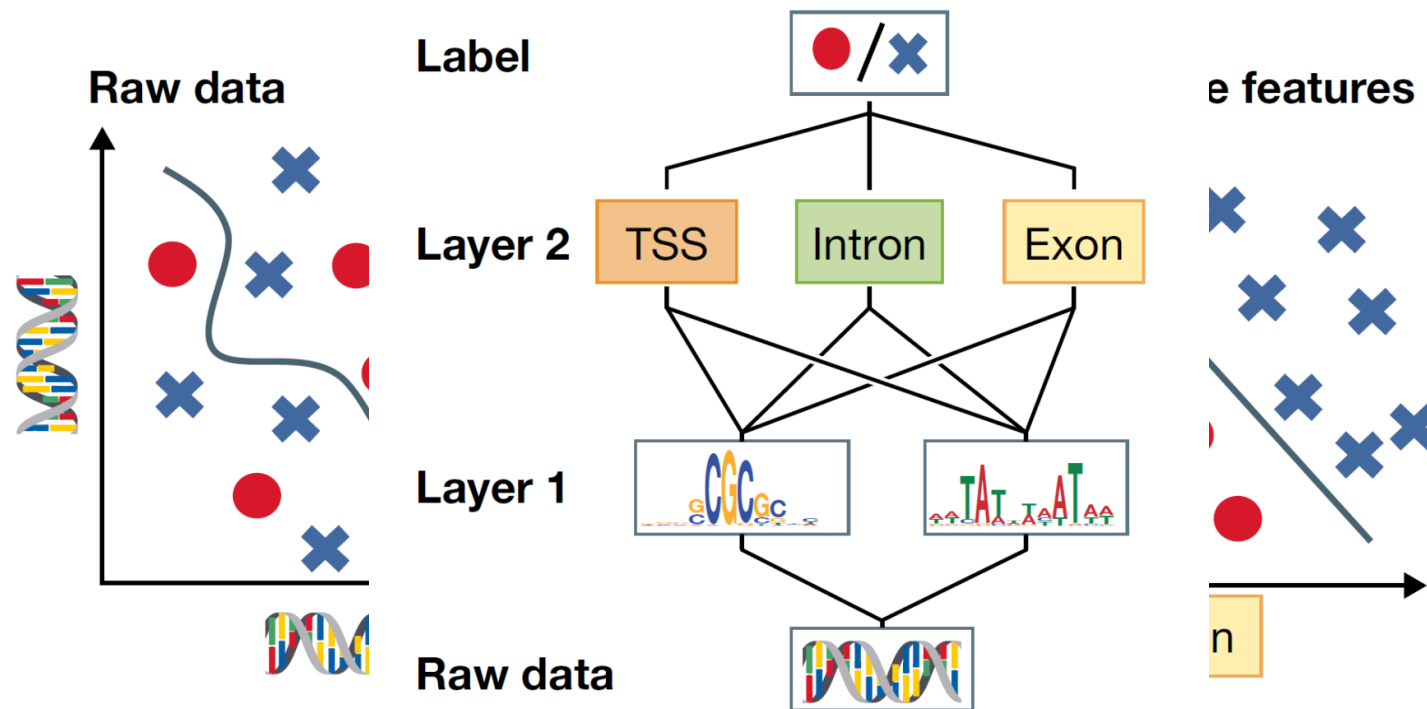 Raw data
Label
e features
Layer 2
TSS
Intron
Exon
Layer 1
n
Raw data